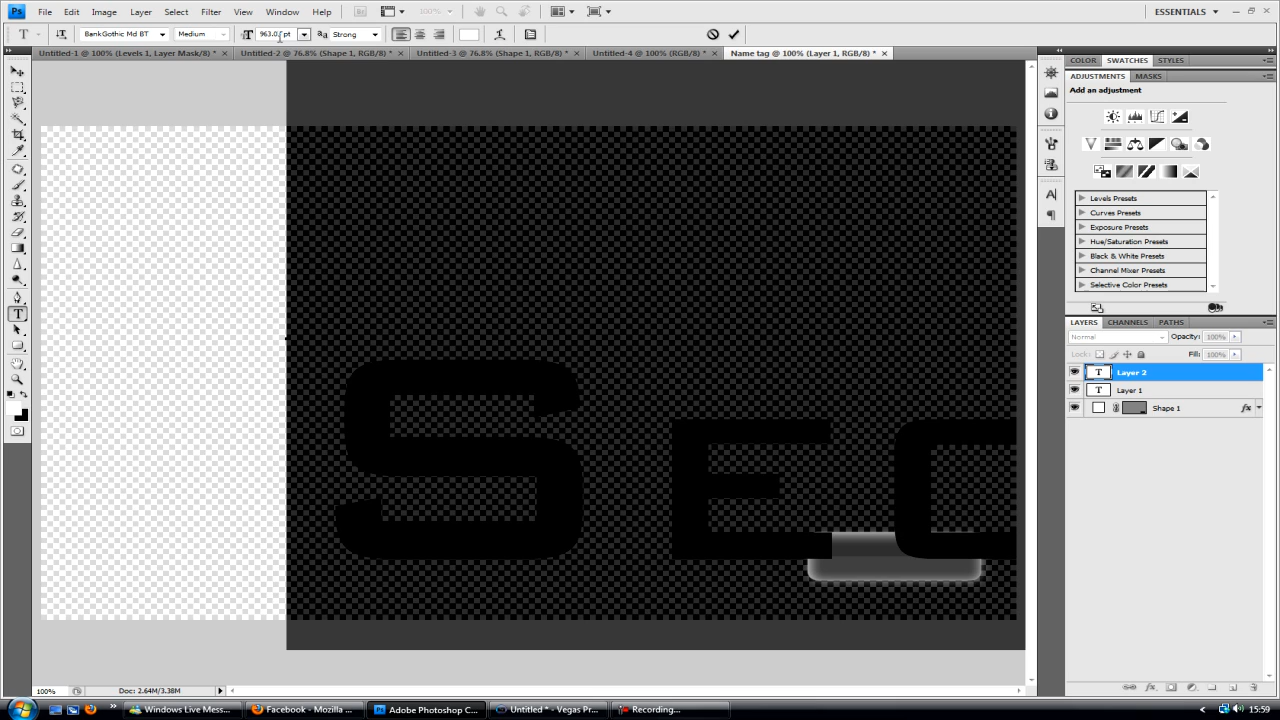 Ps File Edit Image Layer Select Filter View Window Help 100% ESSENTIALS
T BankGothic Md BT Medium 963.03 pt aa Strong
Untitled-1 @ 100% (Levels 1, Layer Mask/8) * × Untitled-2 @ 76.8% (Shape 1, RGB/8) * × Untitled-3 @ 76.8% (Shape 1, RGB/8) * × Untitled-4 @ 100% (RGB/8) * × Name tag @ 100% (Layer 1, RGB/8) * ×
COLOR SWATCHES STYLES
ADJUSTMENTS MASKS
Add an adjustment
Levels Presets
Curves Presets
Exposure Presets
Hue/Saturation Presets
Black & White Presets
Channel Mixer Presets
Selective Color Presets
LAYERS CHANNELS PATHS
Normal Opacity: 100%
Lock: Fill: 100%
T Layer 2
T Layer 1
Shape 1 fx
SEC
100% Doc: 2.64M/3.38M
Windows Live Mess... Facebook - Mozilla ... Adobe Photoshop C... Untitled * - Vegas Pr... Recording... 15:59